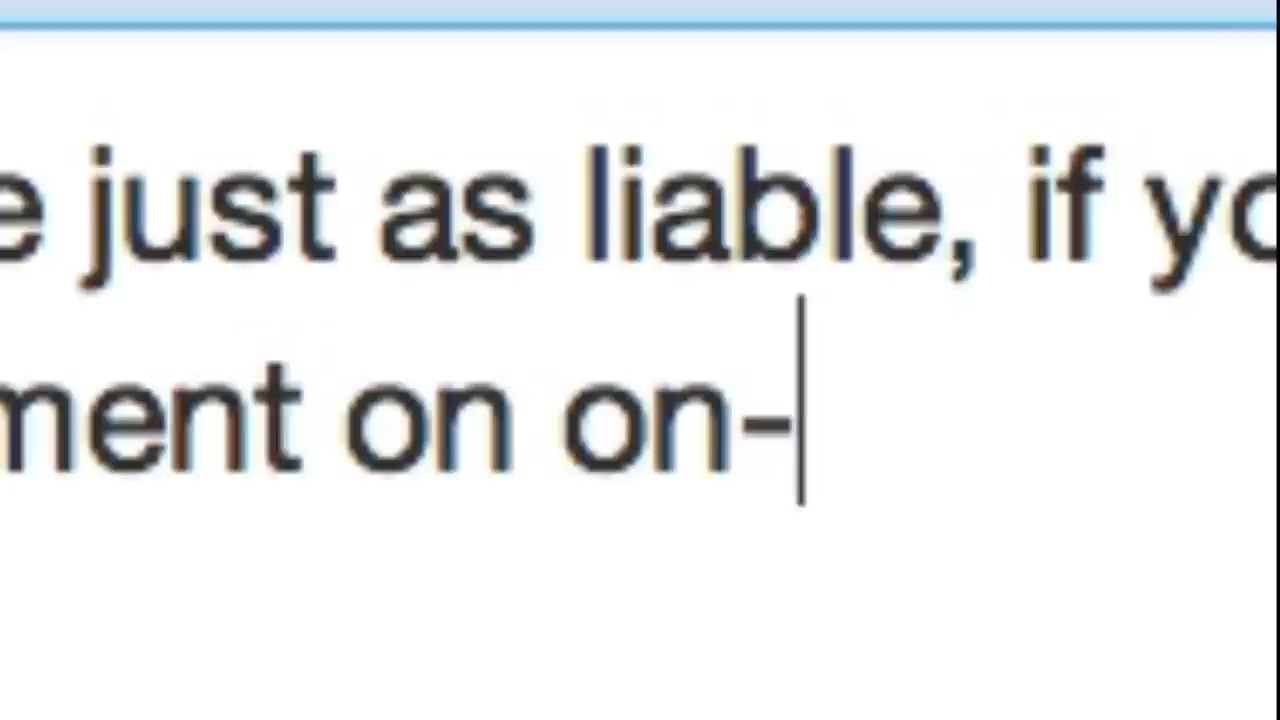 e just as liable, if yo
ment on on-